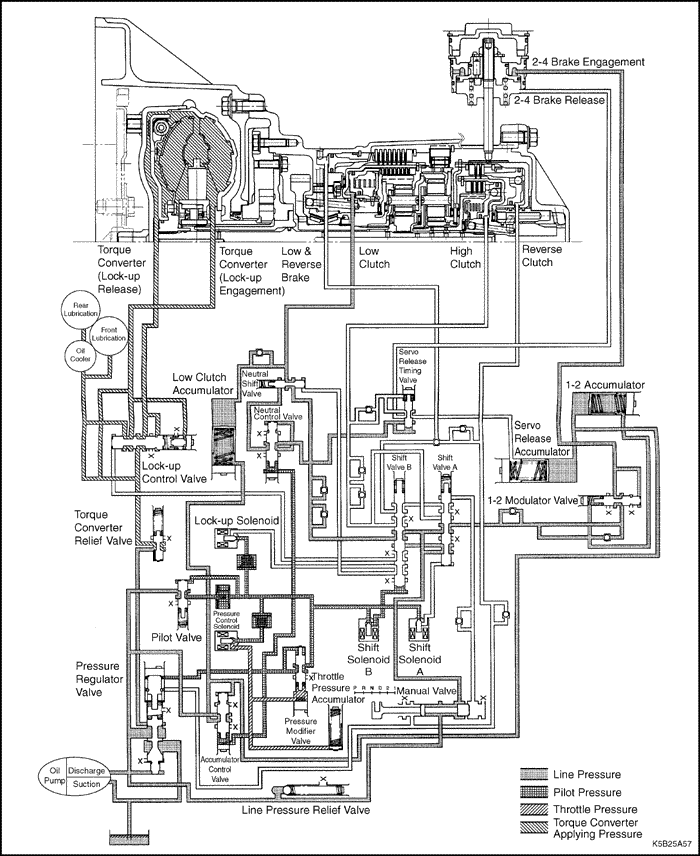 2-4 Brake Engagement
2-4 Brake Release
Torque
Converter
(Lock-up
Release)
Torque
Converter
(Lock-up
Engagement)
Low &
Reverse
Brake
Low
Clutch
High
Clutch
Reverse
Clutch
Rear
Lubrication
Front
Lubrication
Oil
Cooler
Low Clutch
Accumulator
Neutral
Shift
Valve
Neutral
Control Valve
Servo
Release
Timing
Valve
1-2 Accumulator
Servo
Release
Accumulator
Lock-up
Control Valve
Shift
Valve B
Shift
Valve A
1-2 Modulator Valve
Torque
Converter
Relief Valve
Lock-up Solenoid
Pilot Valve
Pressure
Control
Solenoid
Shift
Solenoid
B
Shift
Solenoid
A
Pressure
Regulator
Valve
Throttle
Pressure
Accumulator
P R N D 2 1
Manual Valve
Pressure
Modifier
Valve
Accumulator
Control
Valve
Oil
Pump
Discharge
Suction
Line Pressure Relief Valve
Line Pressure
Pilot Pressure
Throttle Pressure
Torque Converter
Applying Pressure
K5B25A57